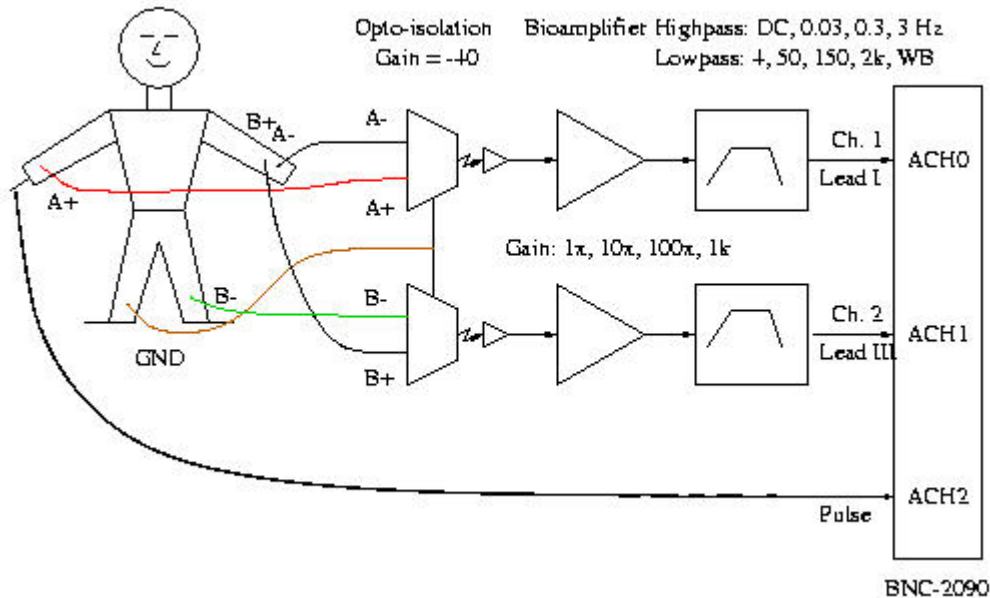 Opto-isolation
Gain = -40
Bioamplifier Highpass: DC, 0.03, 0.3, 3 Hz
Lowpass: 4, 50, 150, 2k, WB
B+
A-
A-
A+
A+
Ch. 1
Lead I
ACH0
Gain: 1x, 10x, 100x, 1k
B-
B-
GND
B+
Ch. 2
Lead III
ACH1
ACH2
Pulse
BNC-2090